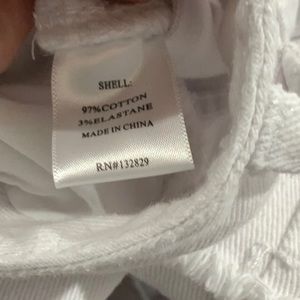 SHELL:
97%COTTON
3%ELASTANE
MADE IN CHINA
RN#132829